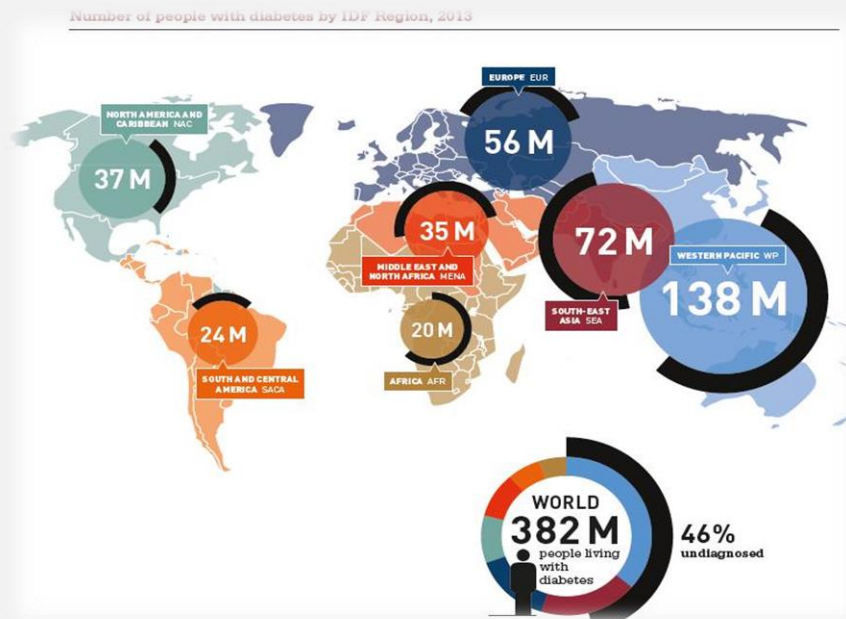 Number of people with diabetes by IDF Region, 2013
EUROPE EUR
56 M
NORTH AMERICA AND
CARIBBEAN NAC
37 M
35 M
MIDDLE EAST AND
NORTH AFRICA MENA
72 M
SOUTH-EAST
ASIA SEA
WESTERN PACIFIC WP
138 M
24 M
SOUTH AND CENTRAL
AMERICA SACA
20 M
AFRICA AFR
WORLD
382 M
people living
with
diabetes
46%
undiagnosed